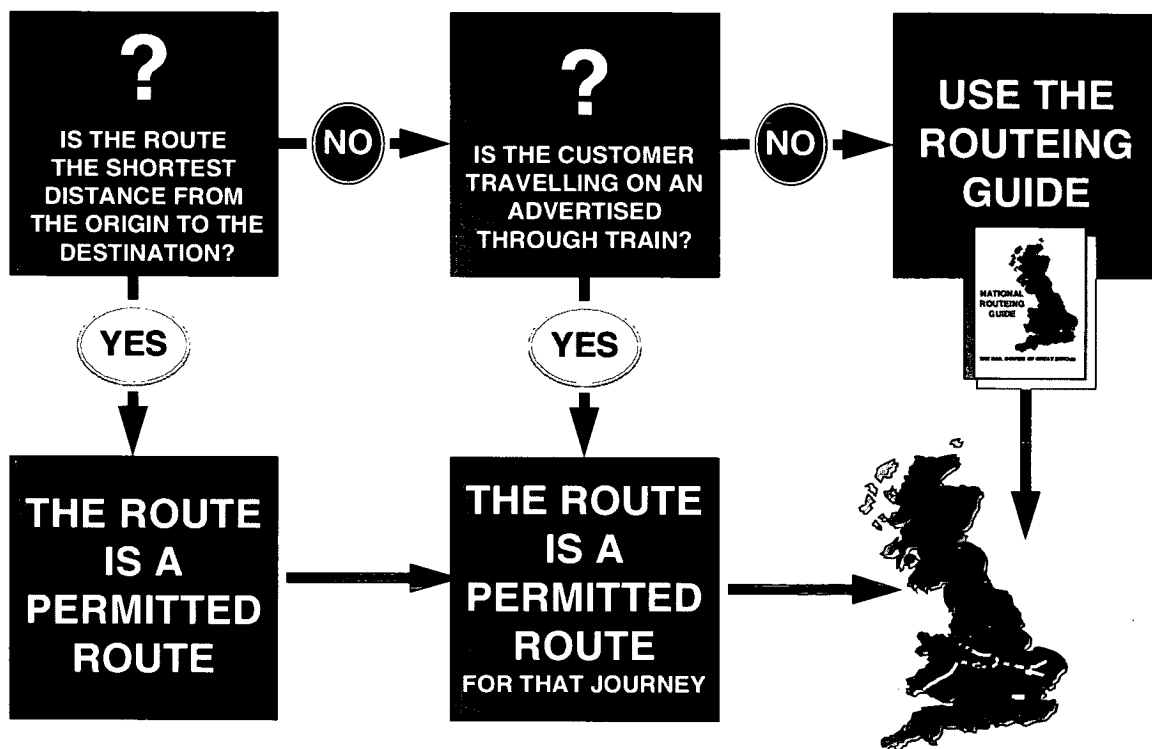 ?
IS THE ROUTE
THE SHORTEST
DISTANCE FROM
THE ORIGIN TO THE
DESTINATION?
NO
?
IS THE CUSTOMER
TRAVELLING ON AN
ADVERTISED
THROUGH TRAIN?
NO
USE THE
ROUTEING
GUIDE
NATIONAL
ROUTEING
GUIDE
YES
YES
THE ROUTE
IS A
PERMITTED
ROUTE
THE ROUTE
IS A
PERMITTED
ROUTE
FOR THAT JOURNEY